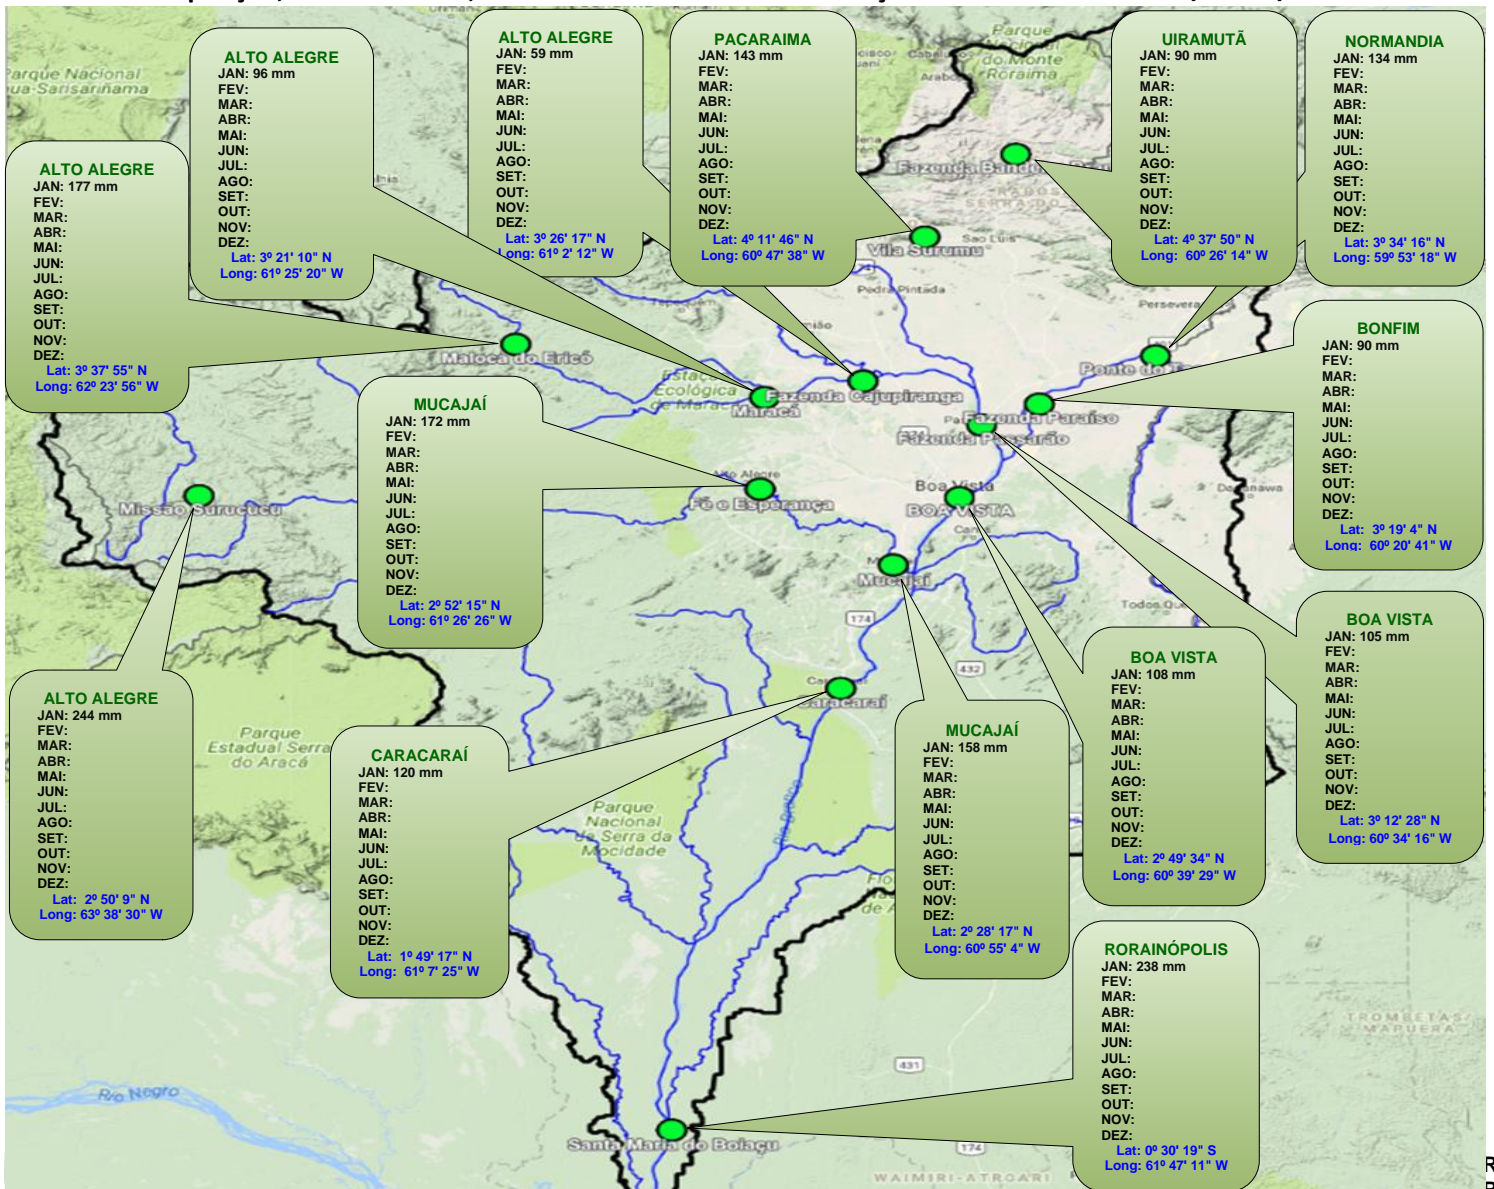 ALTO ALEGRE
JAN: 96 mm
FEV:
MAR:
ABR:
MAI:
JUN:
JUL:
AGO:
SET:
OUT:
NOV:
DEZ:
Lat: 3º 21' 10" N
Long: 61º 25' 20" W
ALTO ALEGRE
JAN: 59 mm
FEV:
MAR:
ABR:
MAI:
JUN:
JUL:
AGO:
SET:
OUT:
NOV:
DEZ:
Lat: 3º 26' 17" N
Long: 61º 2' 12" W
PACARAIMA
JAN: 143 mm
FEV:
MAR:
ABR:
MAI:
JUN:
JUL:
AGO:
SET:
OUT:
NOV:
DEZ:
Lat: 4º 11' 46" N
Long: 60º 47' 38" W
UIRAMUTÃ
JAN: 90 mm
FEV:
MAR:
ABR:
MAI:
JUN:
JUL:
AGO:
SET:
OUT:
NOV:
DEZ:
Lat: 4º 37' 50" N
Long: 60º 26' 14" W
NORMANDIA
JAN: 134 mm
FEV:
MAR:
ABR:
MAI:
JUN:
JUL:
AGO:
SET:
OUT:
NOV:
DEZ:
Lat: 3º 34' 16" N
Long: 59º 53' 18" W
ALTO ALEGRE
JAN: 177 mm
FEV:
MAR:
ABR:
MAI:
JUN:
JUL:
AGO:
SET:
OUT:
NOV:
DEZ:
Lat: 3º 37' 55" N
Long: 62º 23' 56" W
BONFIM
JAN: 90 mm
FEV:
MAR:
ABR:
MAI:
JUN:
JUL:
AGO:
SET:
OUT:
NOV:
DEZ:
Lat: 3º 19' 4" N
Long: 60º 20' 41" W
MUCAJAÍ
JAN: 172 mm
FEV:
MAR:
ABR:
MAI:
JUN:
JUL:
AGO:
SET:
OUT:
NOV:
DEZ:
Lat: 2º 52' 15" N
Long: 61º 26' 26" W
BOA VISTA
JAN: 105 mm
FEV:
MAR:
ABR:
MAI:
JUN:
JUL:
AGO:
SET:
OUT:
NOV:
DEZ:
Lat: 3º 12' 28" N
Long: 60º 34' 16" W
BOA VISTA
JAN: 108 mm
FEV:
MAR:
ABR:
MAI:
JUN:
JUL:
AGO:
SET:
OUT:
NOV:
DEZ:
Lat: 2º 49' 34" N
Long: 60º 39' 29" W
ALTO ALEGRE
JAN: 244 mm
FEV:
MAR:
ABR:
MAI:
JUN:
JUL:
AGO:
SET:
OUT:
NOV:
DEZ:
Lat: 2º 50' 9" N
Long: 63º 38' 30" W
CARACARAÍ
JAN: 120 mm
FEV:
MAR:
ABR:
MAI:
JUN:
JUL:
AGO:
SET:
OUT:
NOV:
DEZ:
Lat: 1º 49' 17" N
Long: 61º 7' 25" W
MUCAJAÍ
JAN: 158 mm
FEV:
MAR:
ABR:
MAI:
JUN:
JUL:
AGO:
SET:
OUT:
NOV:
DEZ:
Lat: 2º 28' 17" N
Long: 60º 55' 4" W
RORAINÓPOLIS
JAN: 238 mm
FEV:
MAR:
ABR:
MAI:
JUN:
JUL:
AGO:
SET:
OUT:
NOV:
DEZ:
Lat: 0º 30' 19" S
Long: 61º 47' 11" W
Parque
do Monte
Roraima
Parque Nacional
Vila Surumu
São Luís
Pedra Pintada
Maloca do Ericó
Estaç
Ecológica
de Marac
Maracá
Fazenda Cajupiranga
Fazenda Paraíso
Fazenda Passarão
Ponte do T
Missão Surucucu
Alto Alegre
Fé e Esperança
Boa Vista
BOA VISTA
Mucajaí
174
432
Caracaraí
Parque
Estadual Serra
do Aracá
Parque
Nacional
da Serra da
Mocidade
Rio Branco
Rio Negro
431
174
Santa Maria do Boiaçu
WAIMIRI-ATROARI
TROMBETAS/
MAPUERA